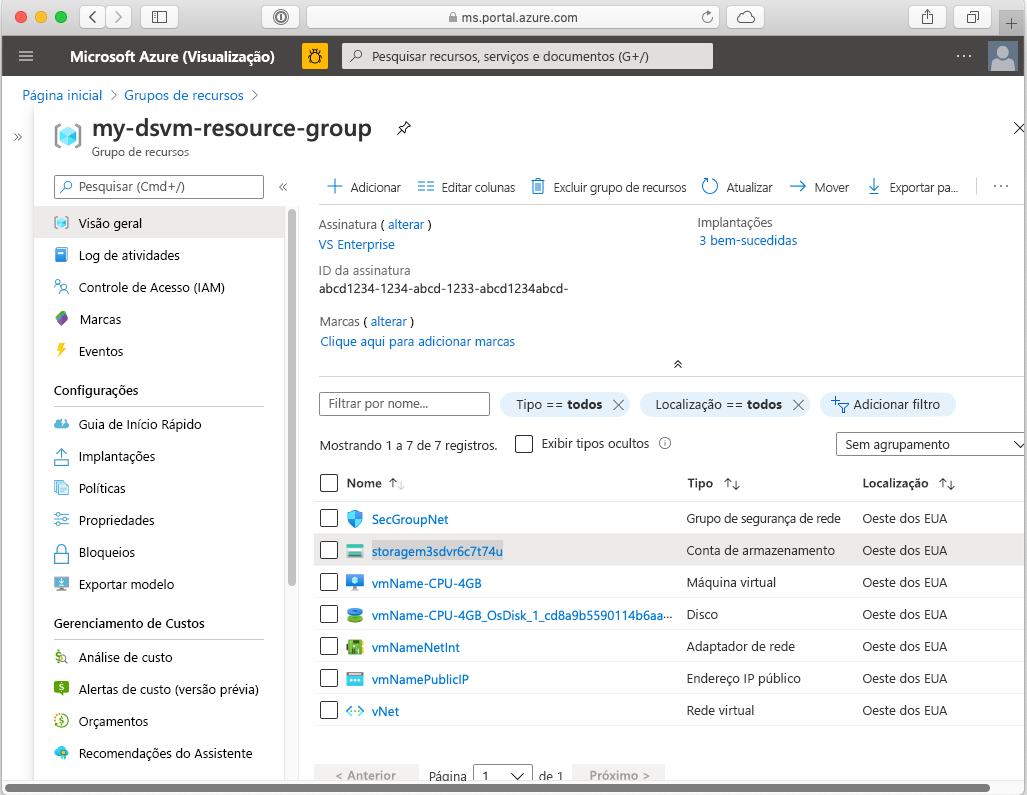 ms.portal.azure.com
Microsoft Azure (Visualização)
Pesquisar recursos, serviços e documentos (G+/)
Página inicial > Grupos de recursos >
my-dsvm-resource-group
Grupo de recursos
Pesquisar (Cmd+/)
Visão geral
Log de atividades
Controle de Acesso (IAM)
Marcas
Eventos
Configurações
Guia de Início Rápido
Implantações
Políticas
Propriedades
Bloqueios
Exportar modelo
Gerenciamento de Custos
Análise de custo
Alertas de custo (versão prévia)
Orçamentos
Recomendações do Assistente
Adicionar Editar colunas Excluir grupo de recursos Atualizar Mover Exportar pa...
Assinatura ( alterar )
VS Enterprise
Implantações
3 bem-sucedidas
ID da assinatura
abcd1234-1234-abcd-1233-abcd1234abcd-
Marcas ( alterar )
Clique aqui para adicionar marcas
Filtrar por nome... Tipo == todos Localização == todos Adicionar filtro
Mostrando 1 a 7 de 7 registros. Exibir tipos ocultos Sem agrupamento
Nome Tipo Localização
SecGroupNet Grupo de segurança de rede Oeste dos EUA
storagem3sdvr6c7t74u Conta de armazenamento Oeste dos EUA
vmName-CPU-4GB Máquina virtual Oeste dos EUA
vmName-CPU-4GB_OsDisk_1_cd8a9b5590114b6aa... Disco Oeste dos EUA
vmNameNetInt Adaptador de rede Oeste dos EUA
vmNamePublicIP Endereço IP público Oeste dos EUA
vNet Rede virtual Oeste dos EUA
< Anterior Página 1 de 1 Próximo >